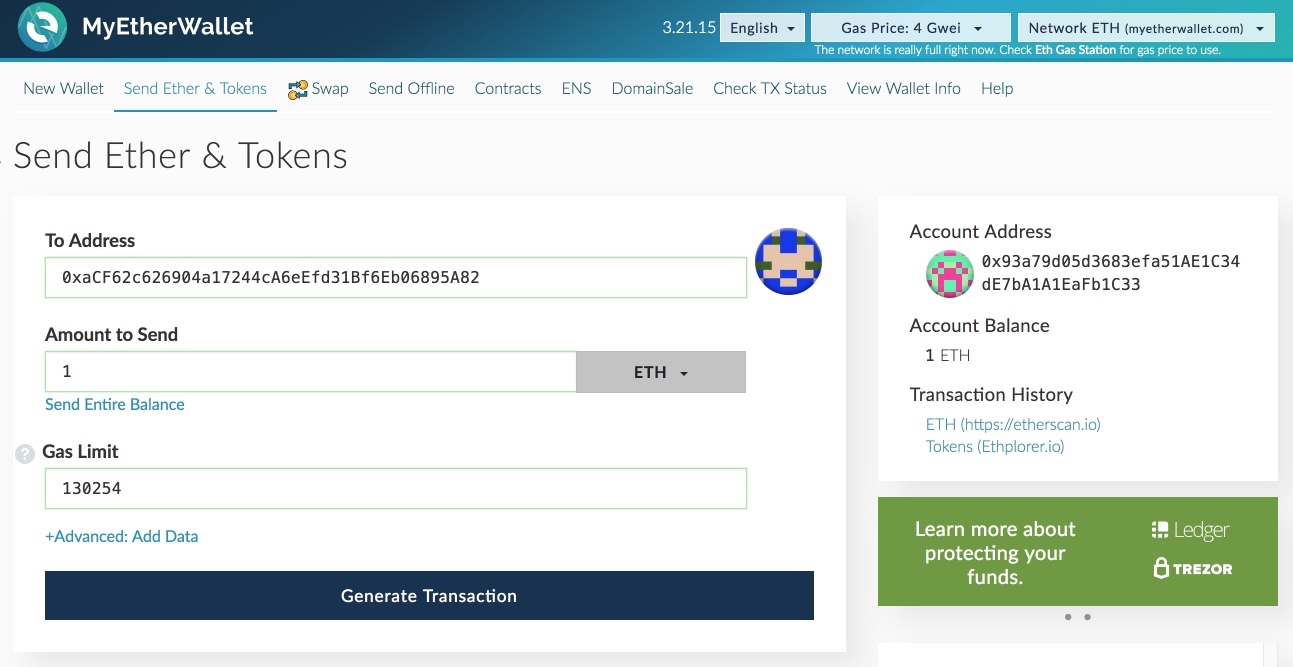 MyEtherWallet
3.21.15 English Gas Price: 4 Gwei Network ETH (myetherwallet.com)
The network is really full right now. Check Eth Gas Station for gas price to use.
New Wallet Send Ether & Tokens Swap Send Offline Contracts ENS DomainSale Check TX Status View Wallet Info Help
Send Ether & Tokens
To Address
0xaCF62c626904a17244cA6eEfd31Bf6Eb06895A82
Amount to Send
1 ETH
Send Entire Balance
? Gas Limit
130254
+Advanced: Add Data
Generate Transaction
Account Address
0x93a79d05d3683efa51AE1C34
dE7bA1A1EaFb1C33
Account Balance
1 ETH
Transaction History
ETH (https://etherscan.io)
Tokens (Ethplorer.io)
Learn more about
protecting your
funds.
Ledger
TREZOR